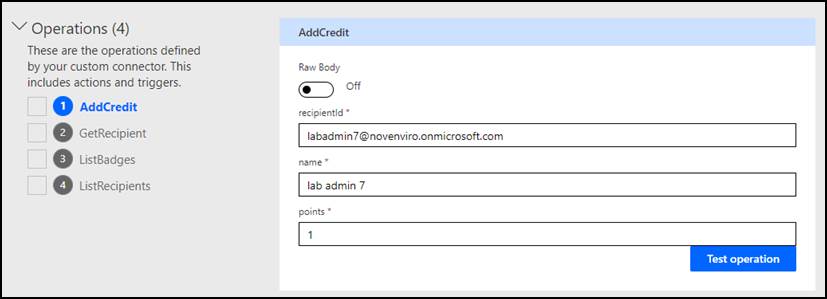 Operations (4)
These are the operations defined
by your custom connector. This
includes actions and triggers.
1 AddCredit
2 GetRecipient
3 ListBadges
4 ListRecipients
AddCredit
Raw Body
Off
recipientId *
labadmin7@novenviro.onmicrosoft.com
name *
lab admin 7
points *
1
Test operation